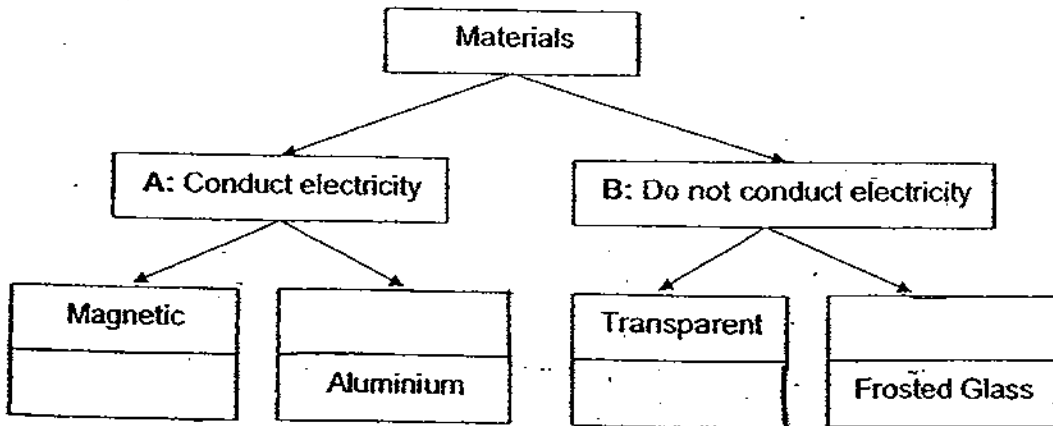 Materials
A: Conduct electricity
B: Do not conduct electricity
Magnetic
Transparent
Aluminium
Frosted Glass